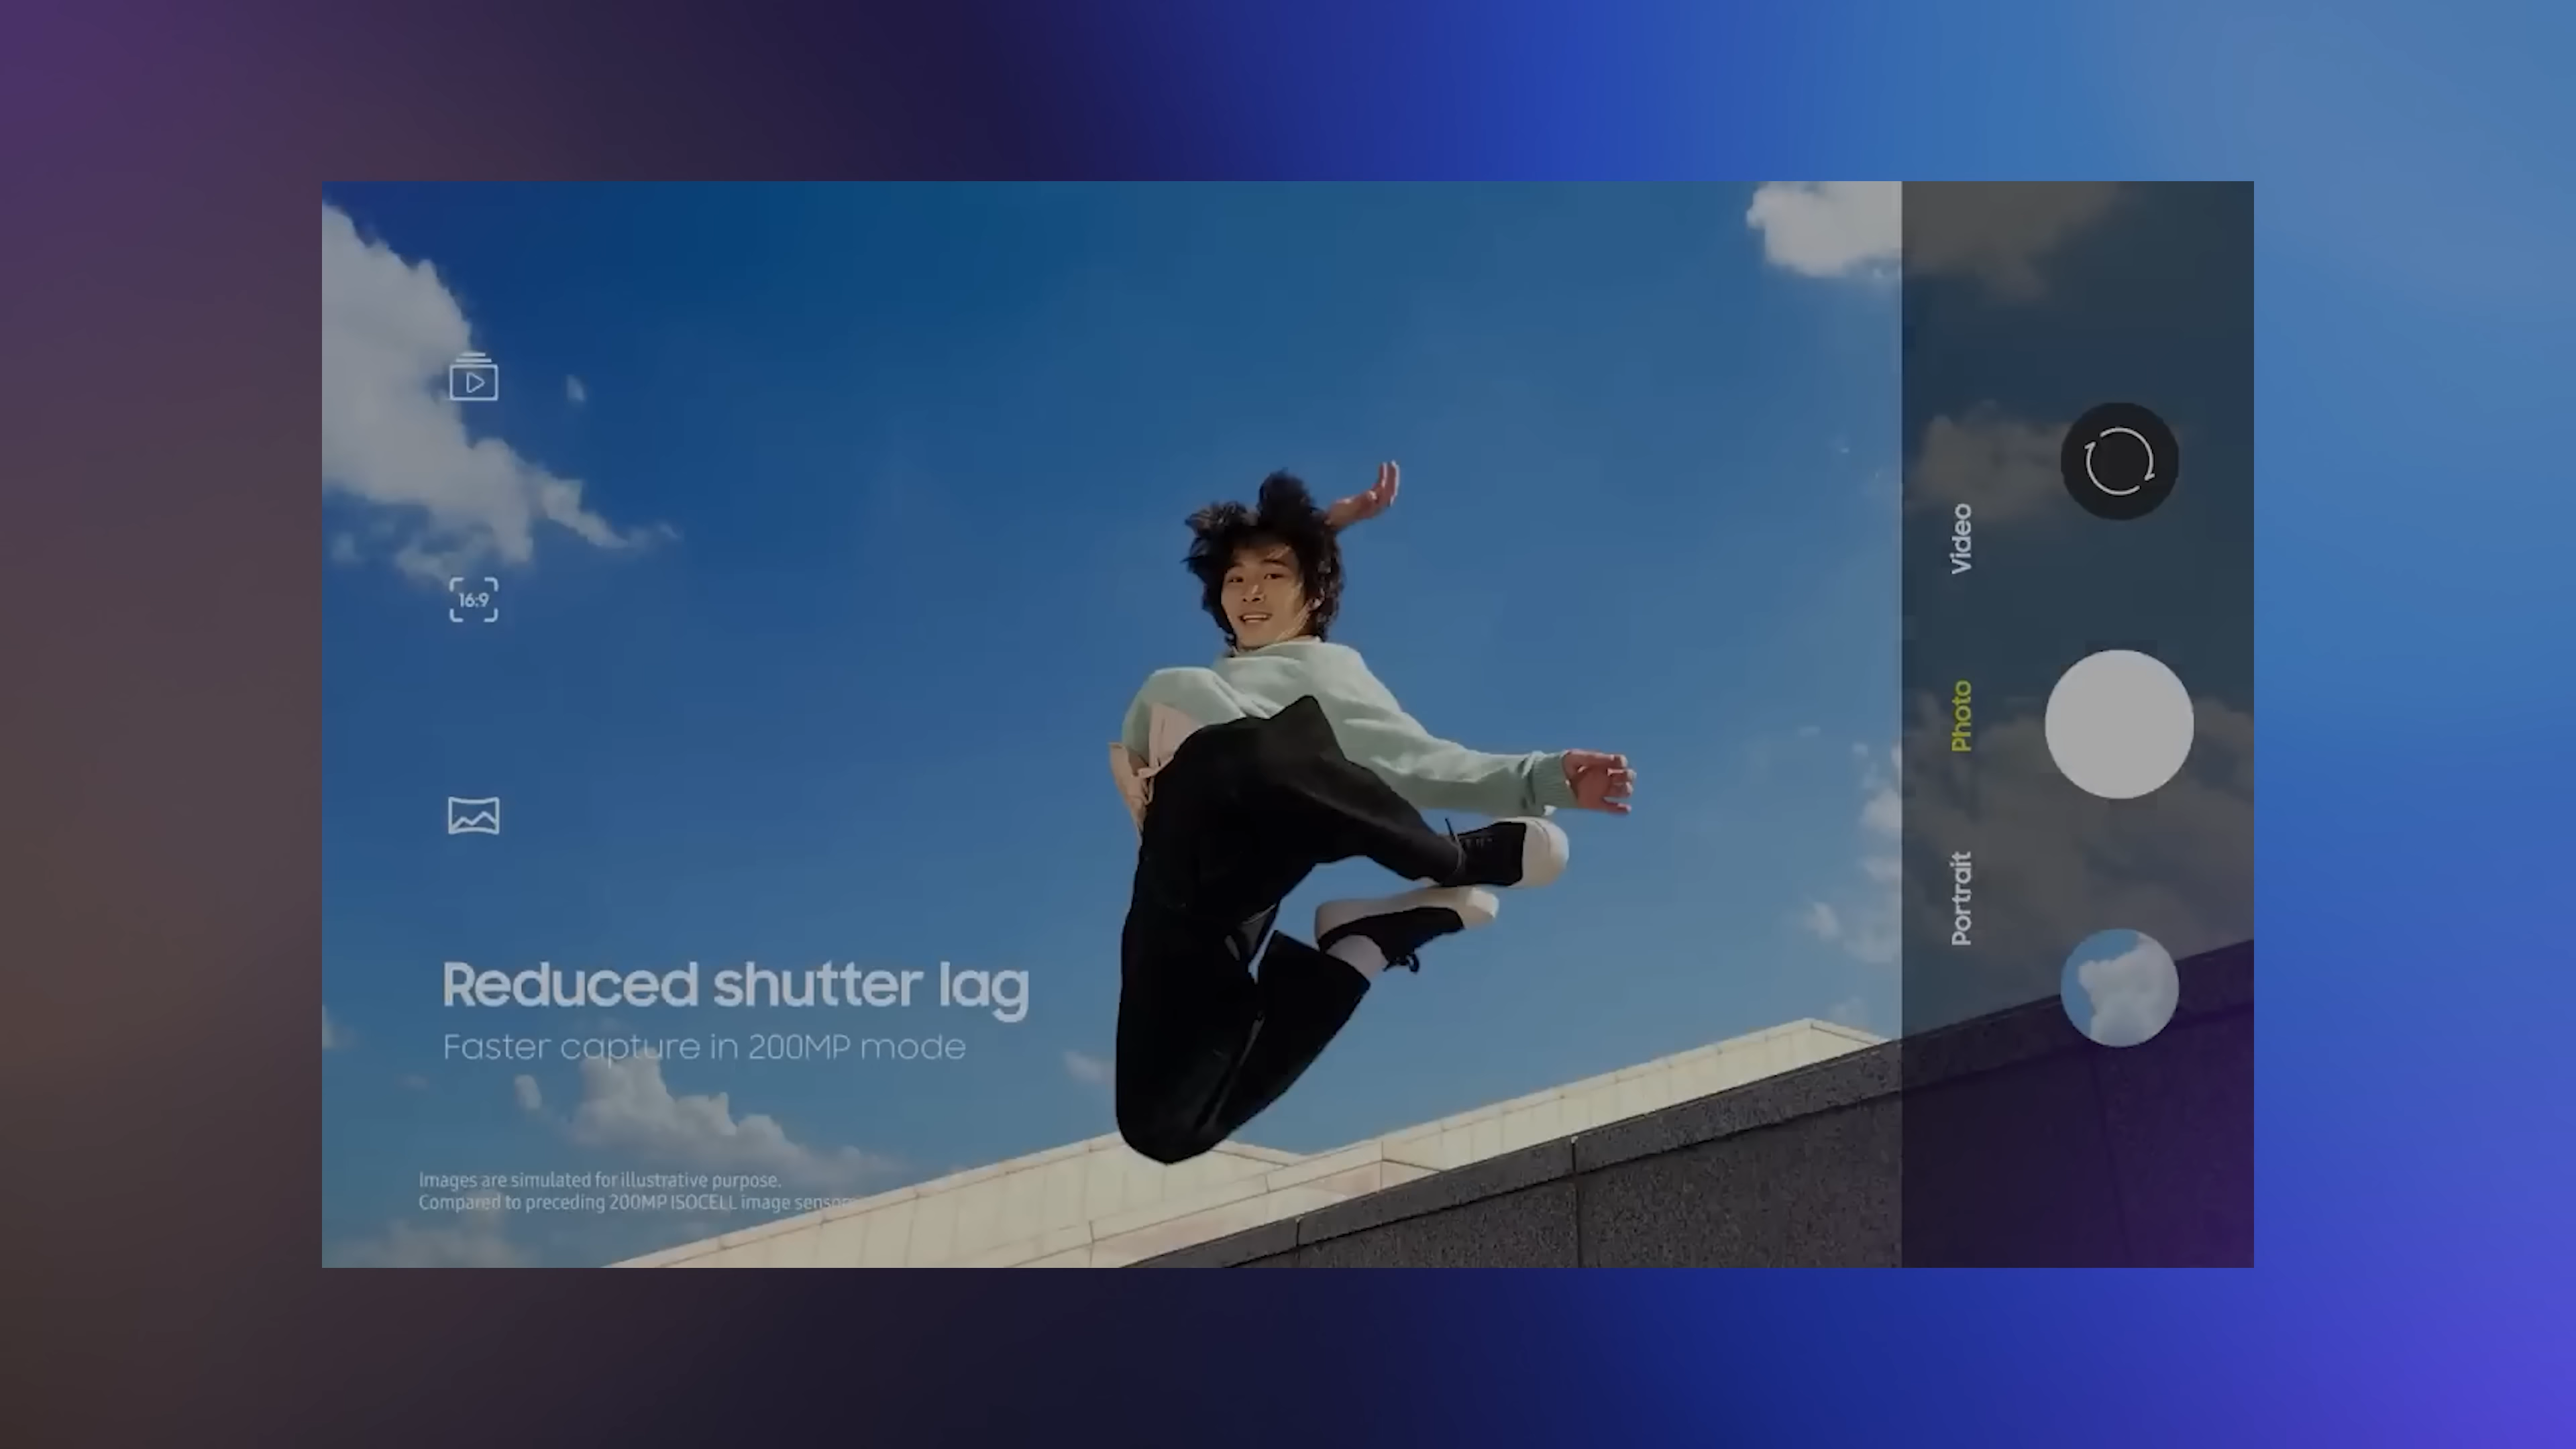 16:9
Reduced shutter lag
Faster capture in 200MP mode
Images are simulated for illustrative purpose.
Compared to preceding 200MP ISOCELL image sensors
Video
Photo
Portrait